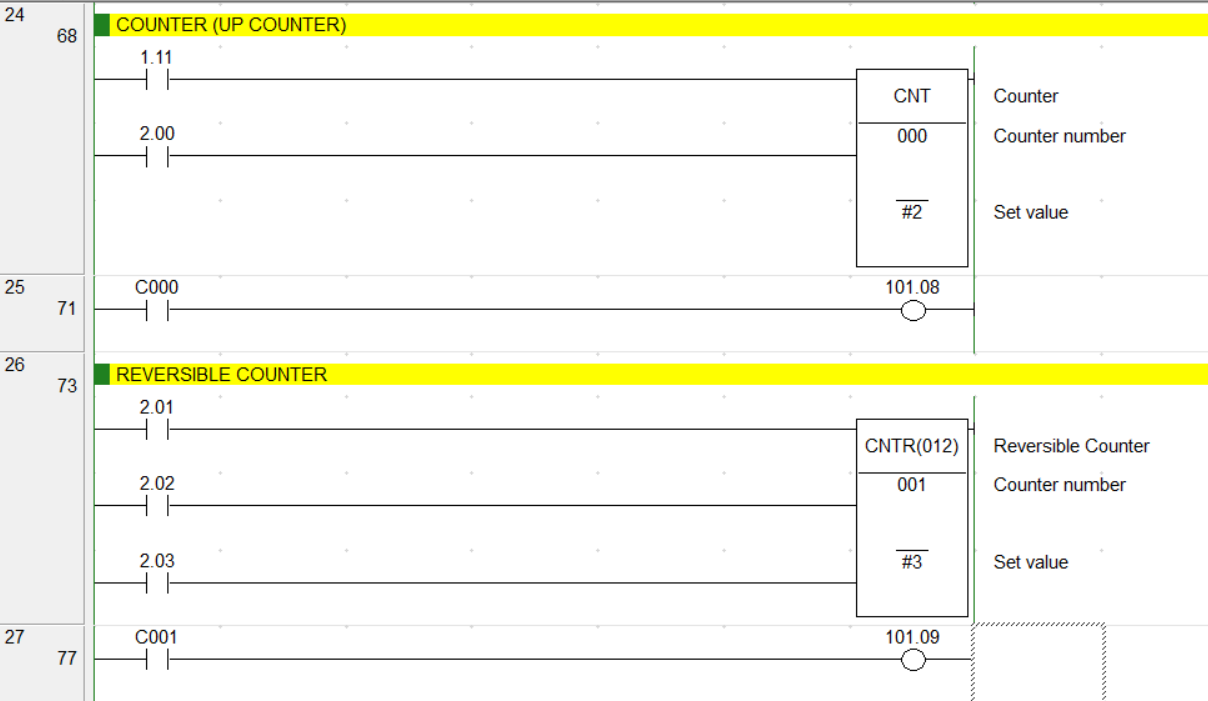 24
68
COUNTER (UP COUNTER)
1.11
CNT
Counter
2.00
000
Counter number
#2
Set value
25
71
C000
101.08
26
73
REVERSIBLE COUNTER
2.01
CNTR(012)
Reversible Counter
2.02
001
Counter number
2.03
#3
Set value
27
77
C001
101.09